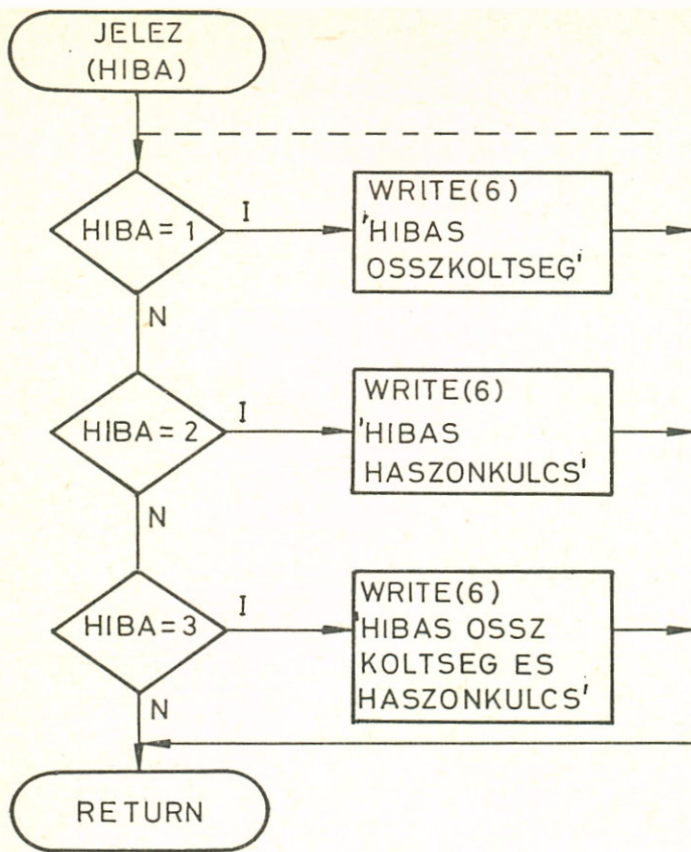 JELEZ
(HIBA)
HIBA = 1
I
WRITE(6)
'HIBAS
OSSZKOLTSEG'
N
HIBA = 2
I
WRITE(6)
'HIBAS
HASZONKULCS'
N
HIBA = 3
I
WRITE(6)
'HIBAS OSSZ
KOLTSEG ES
HASZONKULCS'
N
RETURN